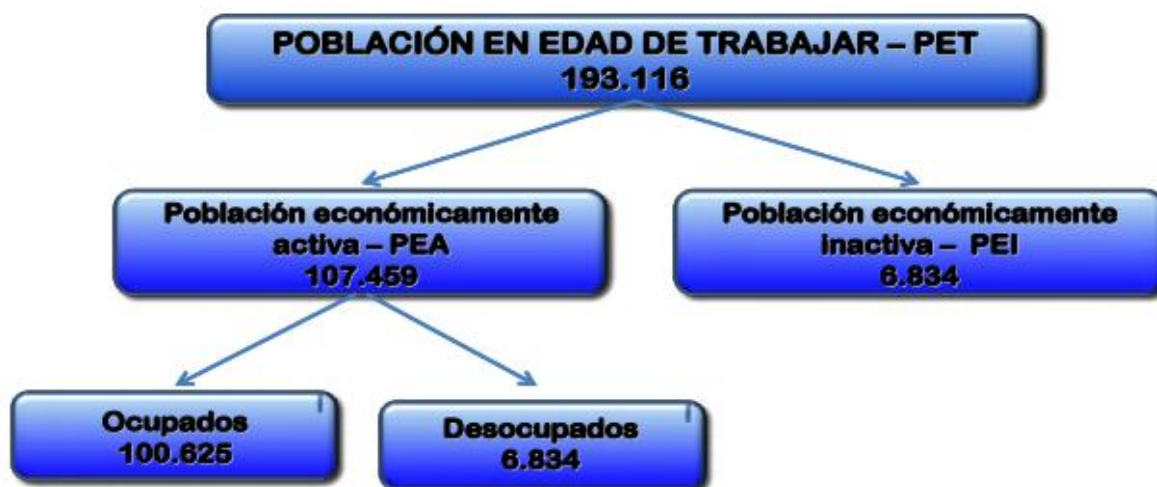 POBLACIÓN EN EDAD DE TRABAJAR – PET
193.116
Población económicamente
activa – PEA
107.459
Población económicamente
inactiva – PEI
6.834
Ocupados
100.625
Desocupados
6.834